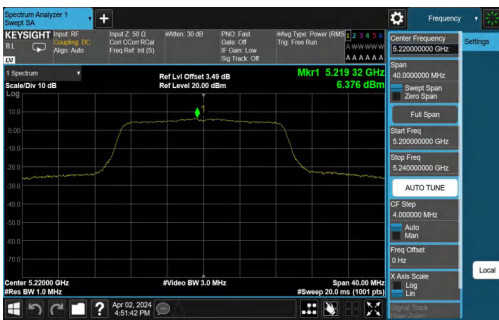 Spectrum Analyzer 1
Swept SA
Frequency
KEYSIGHT
Input: RF
Coupling: DC
Align: Auto
Input Z: 50 Ω
Corr CCorr RCal
Freq Ref: Int (S)
#Atten: 30 dB
PNO: Fast
Gate: Off
IF Gain: Low
Sig Track: Off
#Avg Type: Power (RMS
Trig: Free Run
1 2 3 4 5 6
A W W W W W
A A A A A A
RL
LV
1 Spectrum
Scale/Div 10 dB
Log
Ref Lvl Offset 3.49 dB
Ref Level 20.00 dBm
Mkr1 5.219 32 GHz
6.376 dBm
1
10.0
0.00
-10.0
-20.0
-30.0
-40.0
-50.0
-60.0
-70.0
Center 5.22000 GHz
#Res BW 1.0 MHz
#Video BW 3.0 MHz
Span 40.00 MHz
#Sweep 20.0 ms (1001 pts)
Apr 02, 2024
4:51:42 PM
Center Frequency
5.220000000 GHz
Span
40.0000000 MHz
Swept Span
Zero Span
Full Span
Start Freq
5.200000000 GHz
Stop Freq
5.240000000 GHz
AUTO TUNE
CF Step
4.000000 MHz
Auto
Man
Freq Offset
0 Hz
X Axis Scale
Log
Lin
Signal Track
Settings
Local